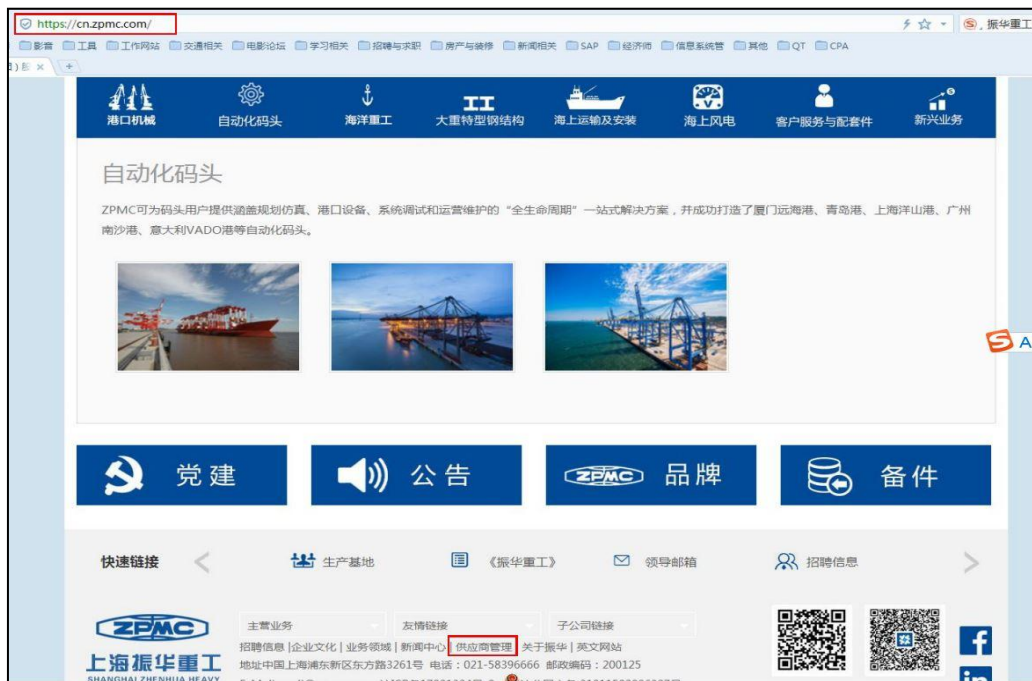 https://cn.zpmc.com/
振华重工
影音 工具 工作网站 交通相关 电影论坛 学习相关 招聘与求职 房产与装修 新闻相关 SAP 经济师 信息系统管 其他 QT CPA
港口机械 自动化码头 海洋重工 大重特型钢结构 海上运输及安装 海上风电 客户服务与配套件 新兴业务
自动化码头
ZPMC可为码头用户提供涵盖规划仿真、港口设备、系统调试和运营维护的“全生命周期”一站式解决方案，并成功打造了厦门远海港、青岛港、上海洋山港、广州
南沙港、意大利VADO港等自动化码头。
党建 公告 ZPMC 品牌 备件
快速链接 < 生产基地 《振华重工》 领导邮箱 招聘信息 >
ZPMC
主营业务 友情链接 子公司链接
招聘信息 |企业文化 | 业务领域 | 新闻中心 | 供应商管理 关于振华 | 英文网站
上海振华重工
地址中国上海浦东新区东方路3261号 电话：021-58396666 邮政编码：200125
SHANGHAI ZHENHUA HEAVY